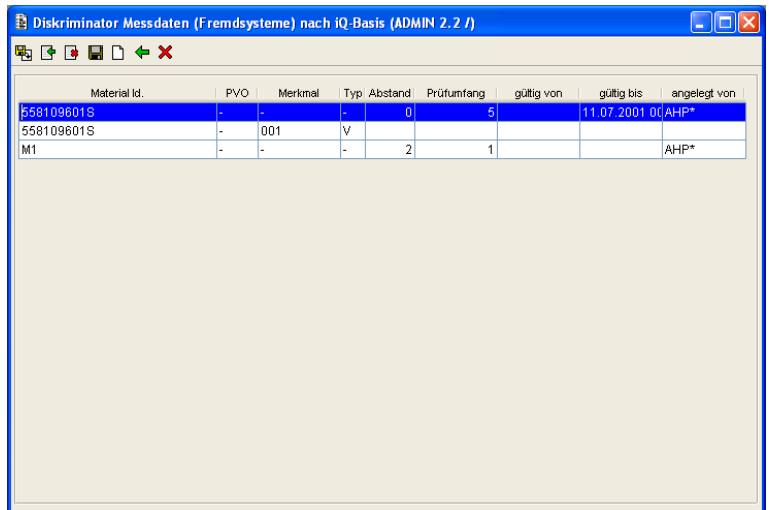 Diskriminator Messdaten (Fremdsysteme) nach iQ-Basis (ADMIN 2.2 /)
Material Id. PVO Merkmal Typ Abstand Prüfumfang gültig von gültig bis angelegt von
558109601S - - - 0 5 11.07.2001 00 AHP*
558109601S - 001 V
M1 - - - 2 1 AHP*